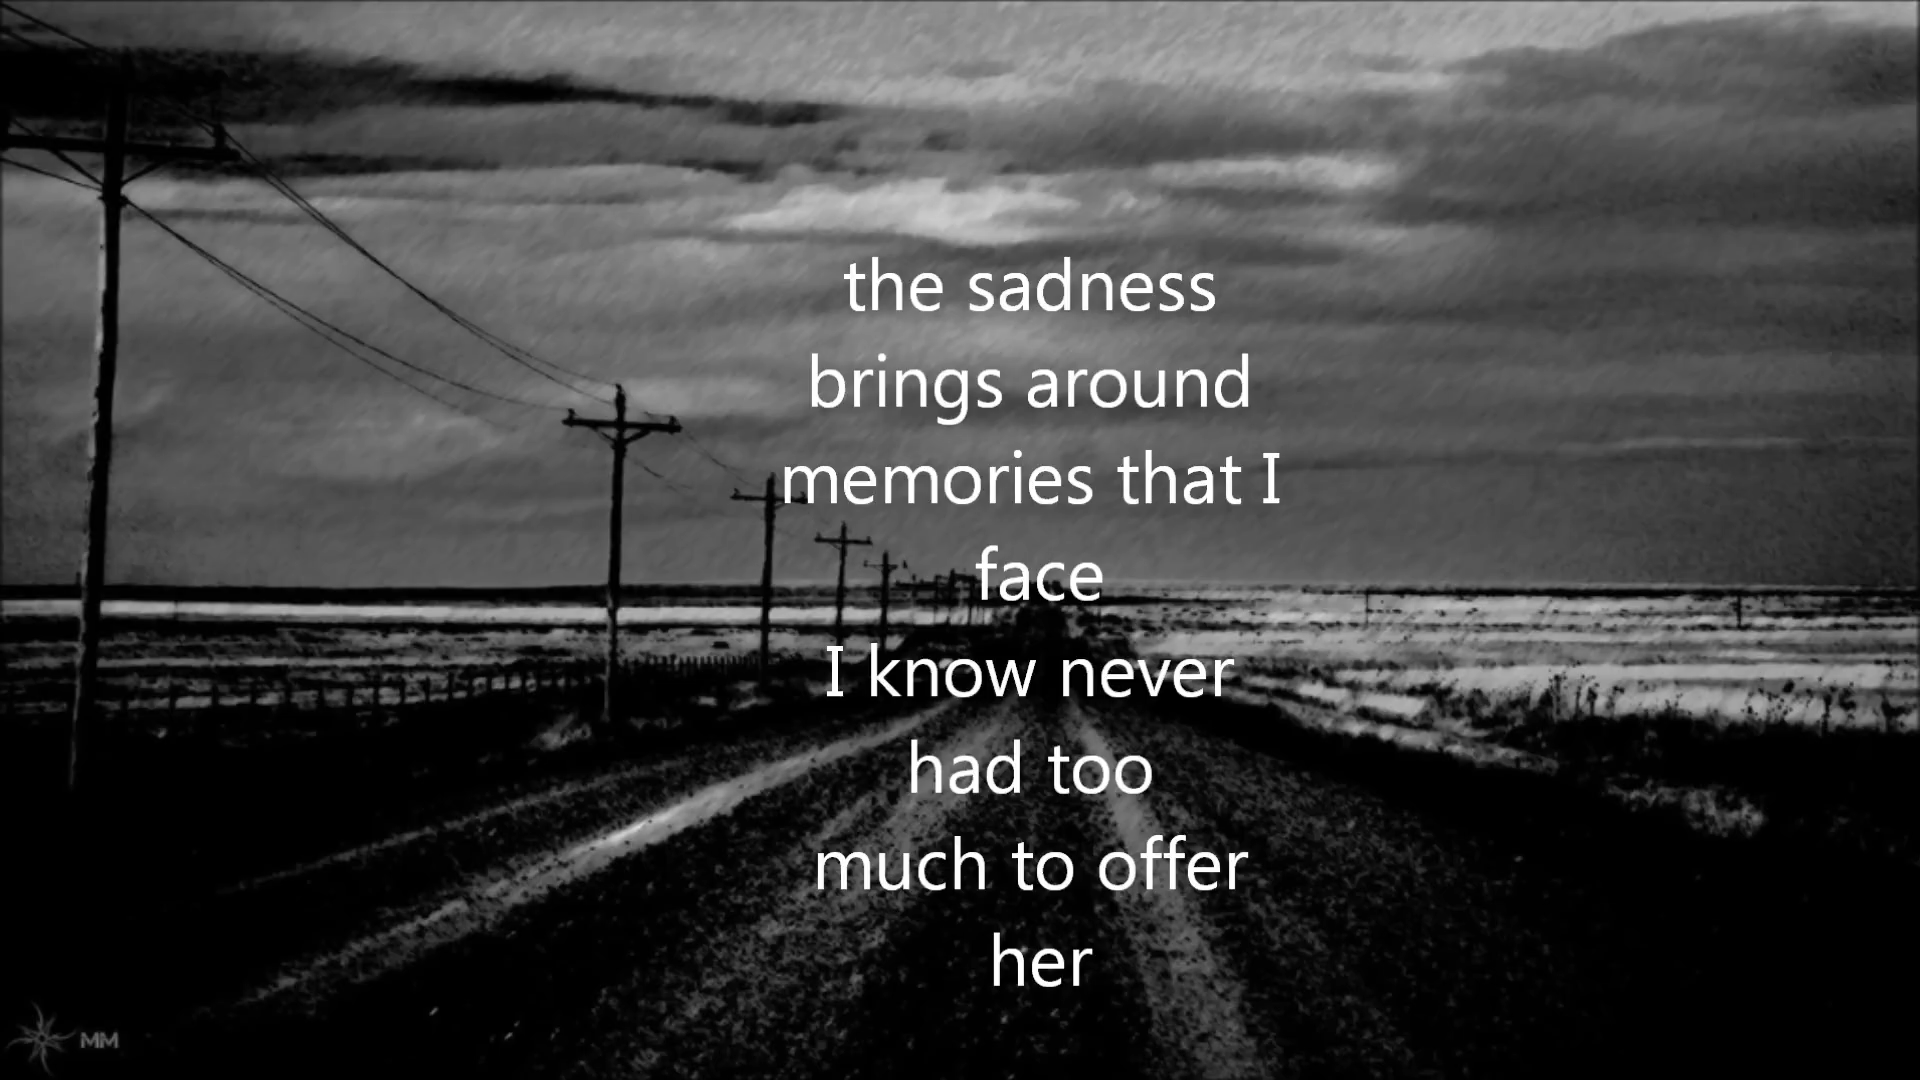 the sadness
brings around
memories that I
face
I know never
had too
much to offer
her
MM